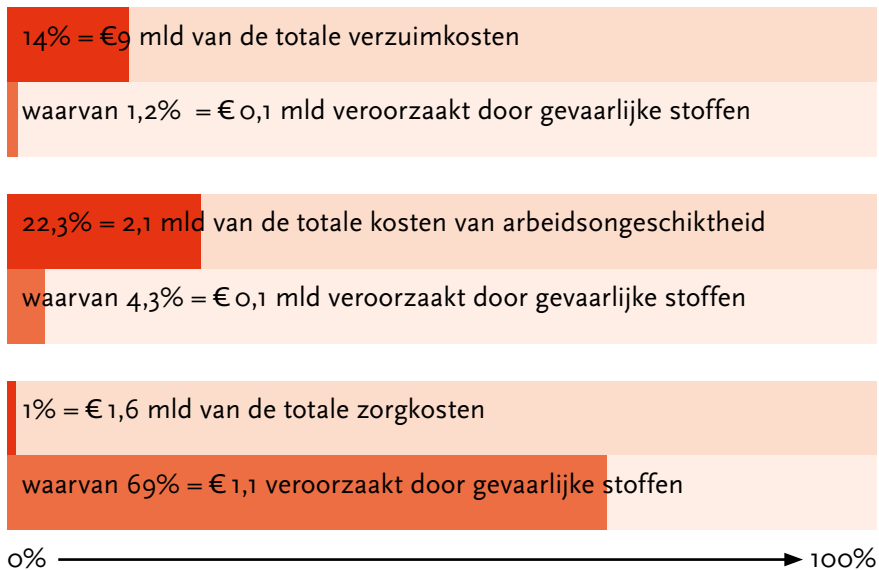 14% = €9 mld van de totale verzuimkosten
waarvan 1,2% = € 0,1 mld veroorzaakt door gevaarlijke stoffen
22,3% = 2,1 mld van de totale kosten van arbeidsongeschiktheid
waarvan 4,3% = € 0,1 mld veroorzaakt door gevaarlijke stoffen
1% = € 1,6 mld van de totale zorgkosten
waarvan 69% = € 1,1 veroorzaakt door gevaarlijke stoffen
0% 100%